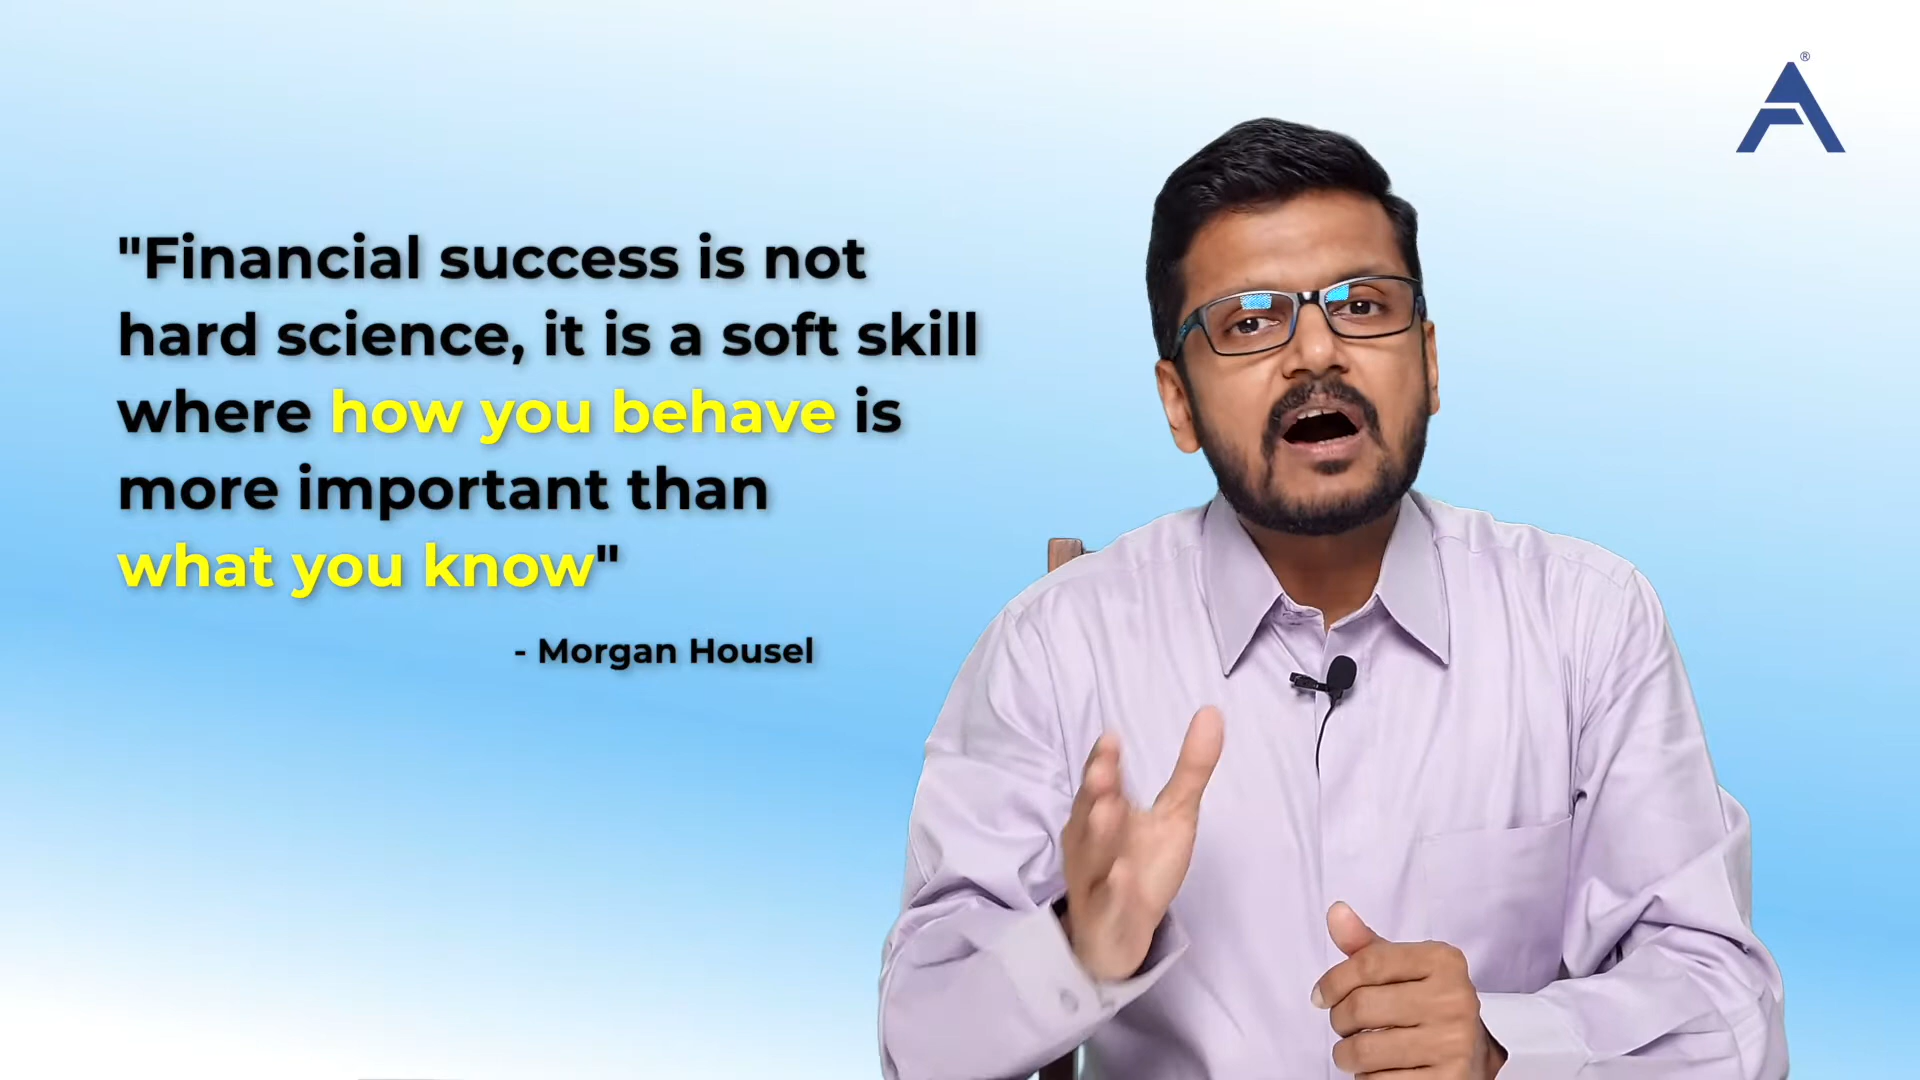 "Financial success is not
hard science, it is a soft skill
where how you behave is
more important than
what you know"
- Morgan Housel
®